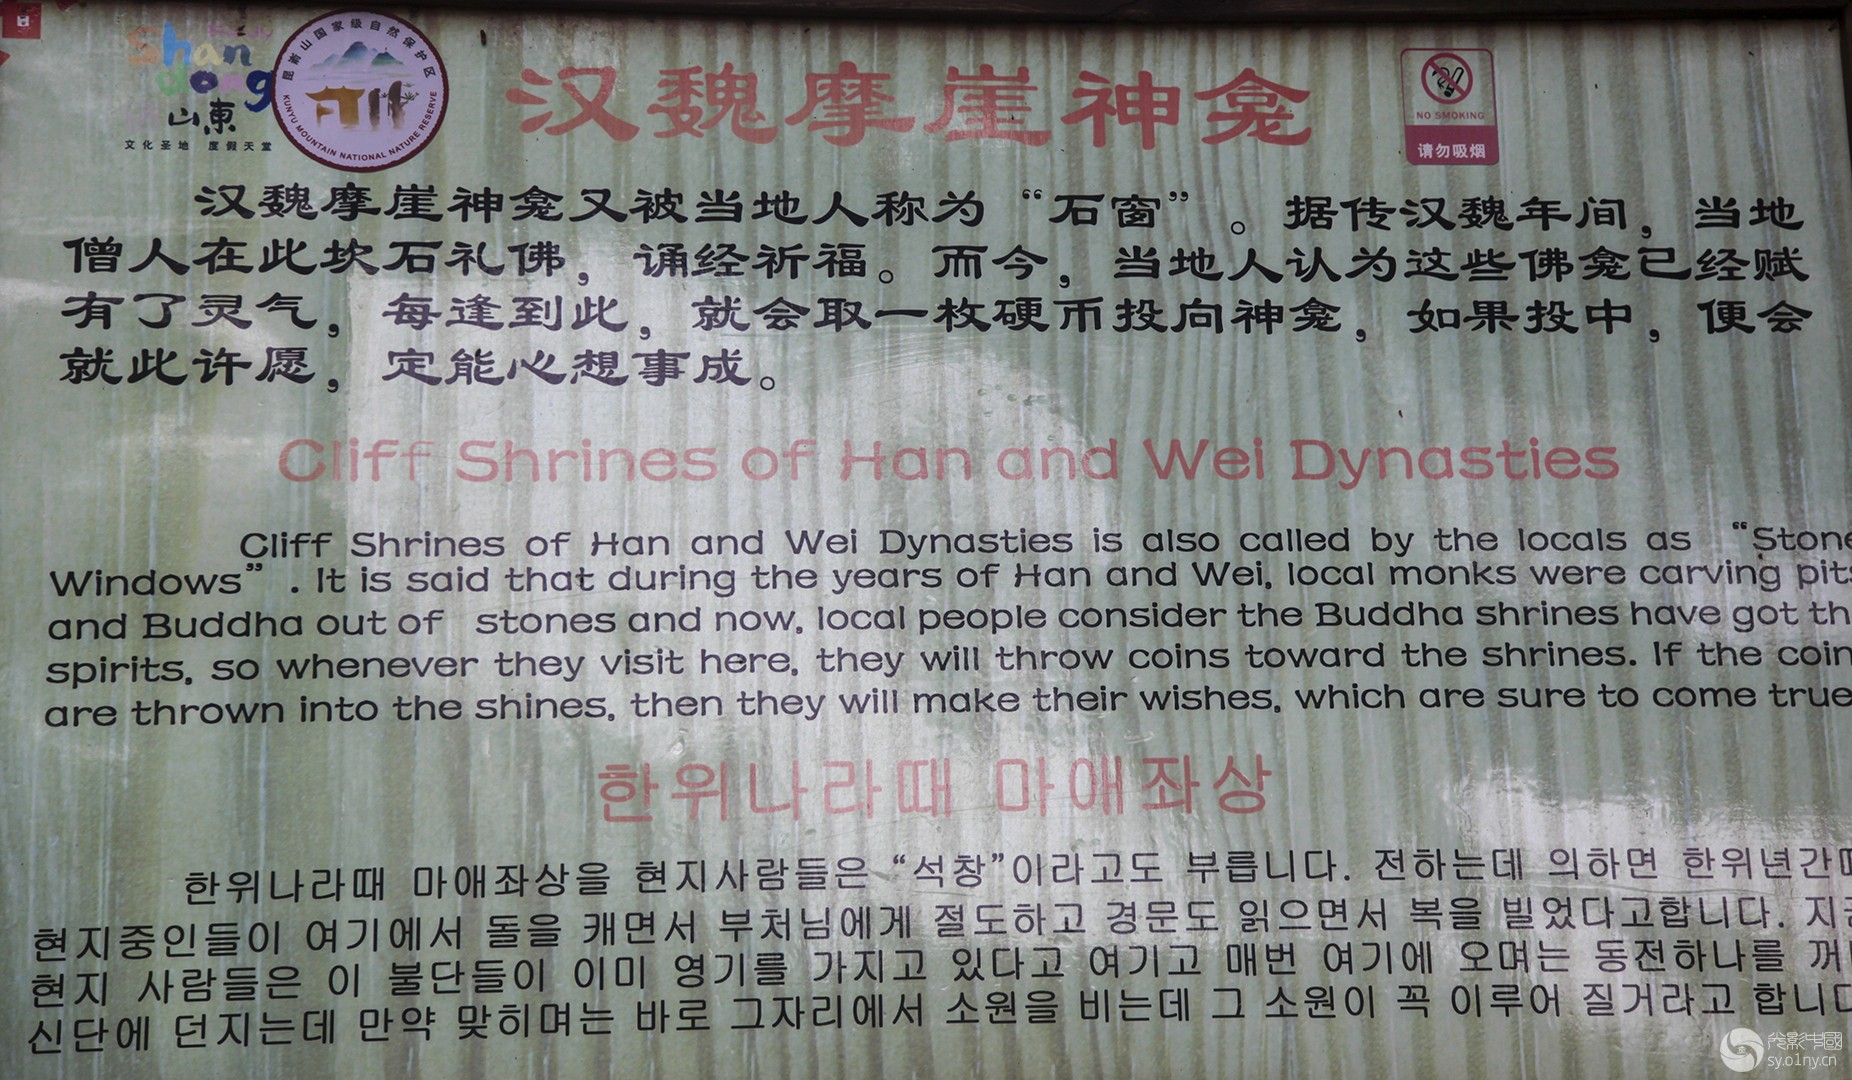 Shan
dong
山東
文化圣地 度假天堂
昆嵛山国家级自然保护区
KUNYU MOUNTAIN NATIONAL NATURE RESERVE
汉魏摩崖神龛
NO SMOKING
请勿吸烟
汉魏摩崖神龛又被当地人称为“石窗”。据传汉魏年间，当地
僧人在此坎石礼佛，诵经祈福。而今，当地人认为这些佛龛已经赋
有了灵气，每逢到此，就会取一枚硬币投向神龛，如果投中，便会
就此许愿，定能心想事成。
Cliff Shrines of Han and Wei Dynasties
Cliff Shrines of Han and Wei Dynasties is also called by the locals as “Stone
Windows”. It is said that during the years of Han and Wei, local monks were carving pits
and Buddha out of stones and now, local people consider the Buddha shrines have got th
spirits, so whenever they visit here, they will throw coins toward the shrines. If the coin
are thrown into the shines, then they will make their wishes, which are sure to come true
한위나라때 마애좌상
한위나라때 마애좌상을 현지사람들은 “석창”이라고도 부릅니다. 전하는데 의하면 한위년간
현지중인들이 여기에서 돌을 캐면서 부처님에게 절도하고 경문도 읽으면서 복을 빌었다고합니다.
현지 사람들은 이 불단들이 이미 영기를 가지고 있다고 여기고 매번 여기에 오며는 동전하나를
신단에 던지는데 만약 맞히며는 바로 그자리에서 소원을 비는데 그 소원이 꼭 이루어 질거라고 합니다
光影中國
sy.01ny.cn